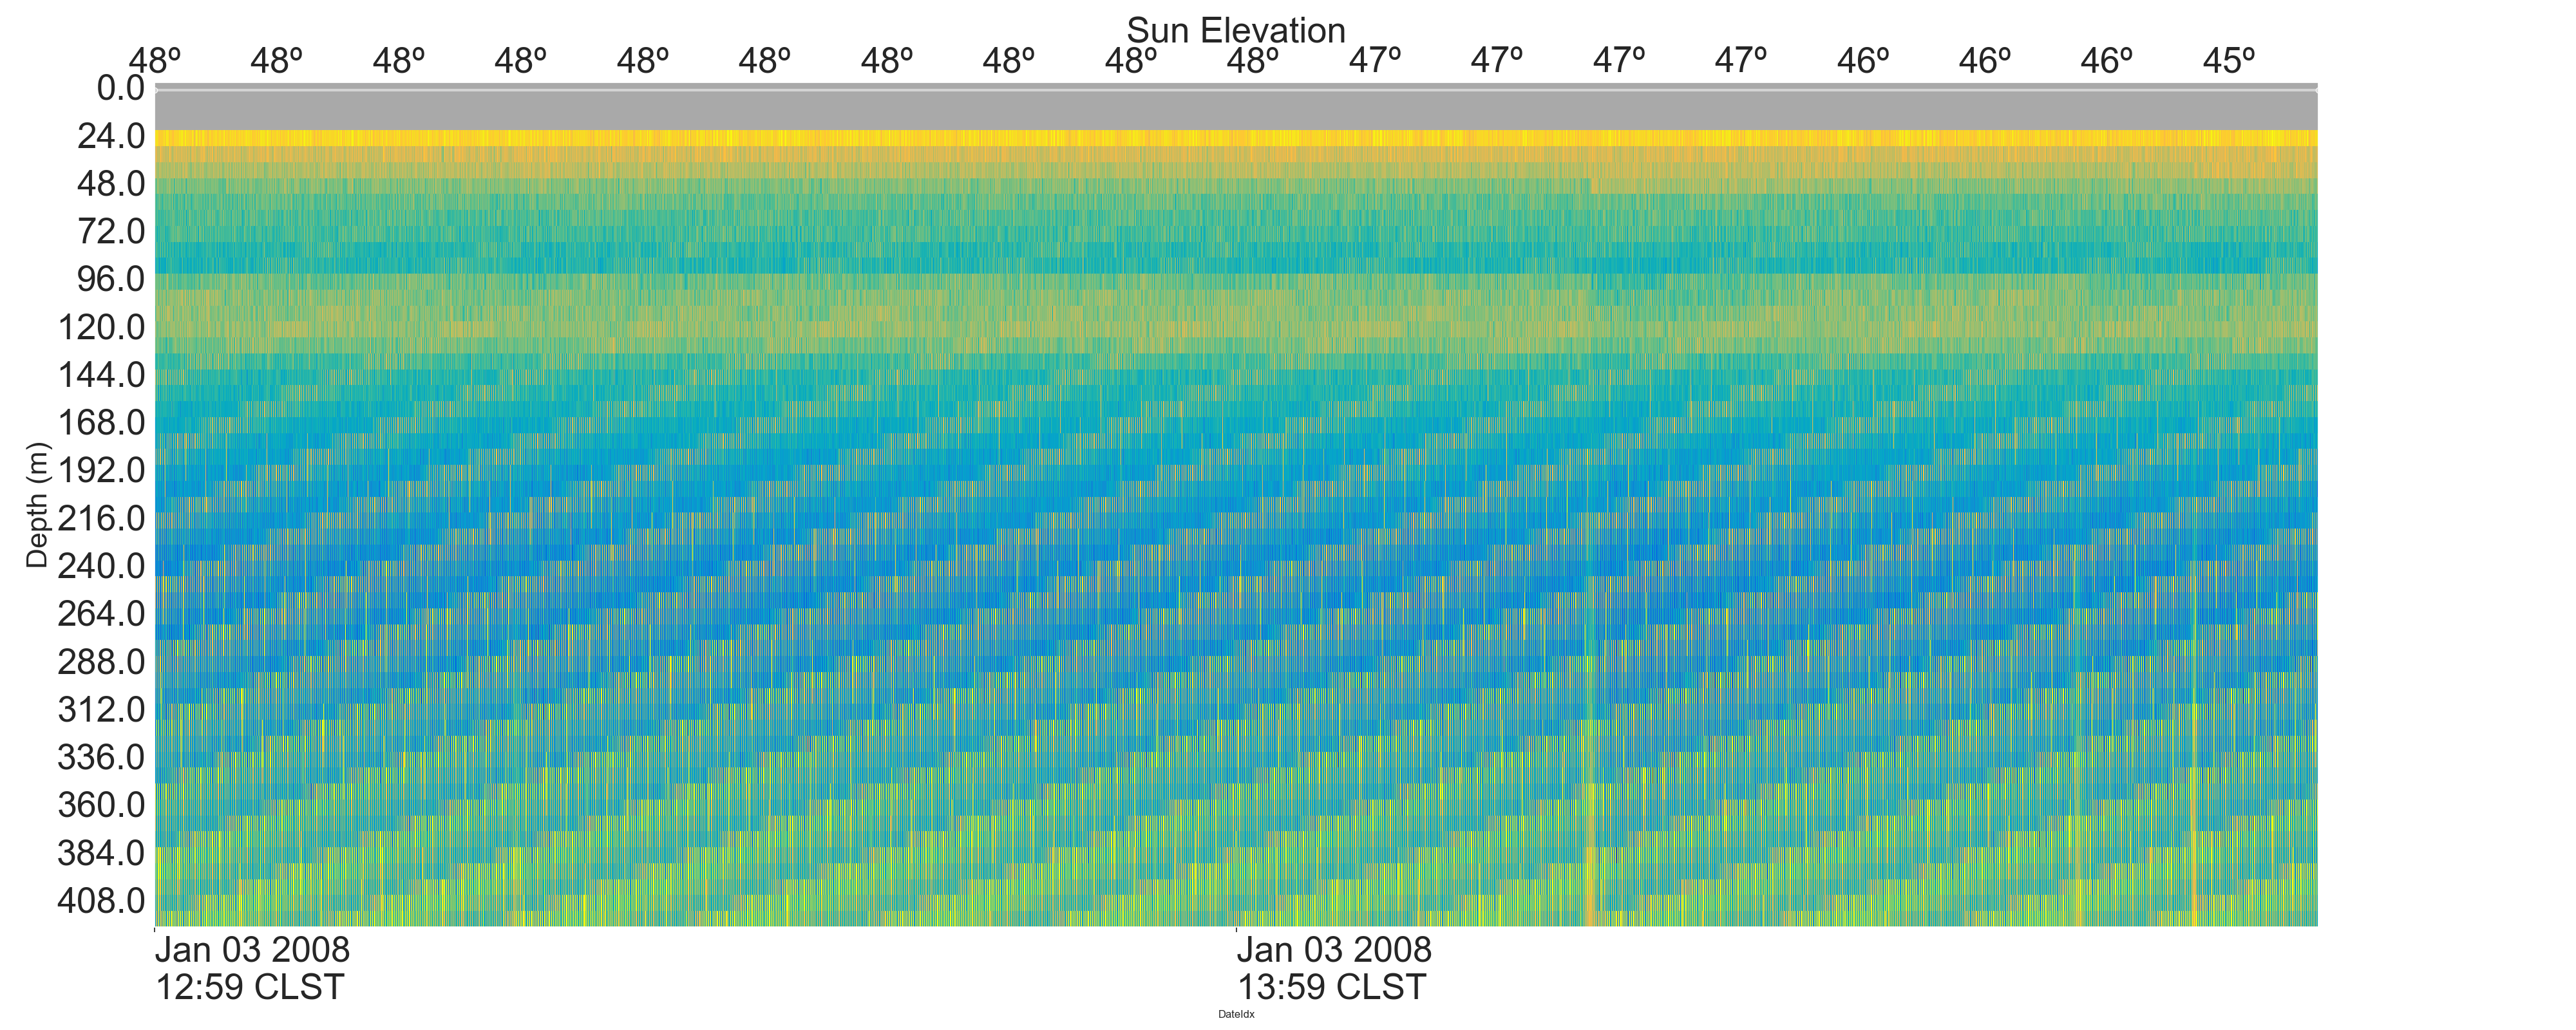 Sun Elevation
48º 48º 48º 48º 48º 48º 48º 48º 48º 48º 47º 47º 47º 47º 46º 46º 46º 45º
0.0
24.0
48.0
72.0
96.0
120.0
144.0
168.0
192.0
216.0
240.0
264.0
288.0
312.0
336.0
360.0
384.0
408.0
Depth (m)
Jan 03 2008
12:59 CLST
Jan 03 2008
13:59 CLST
DateIdx